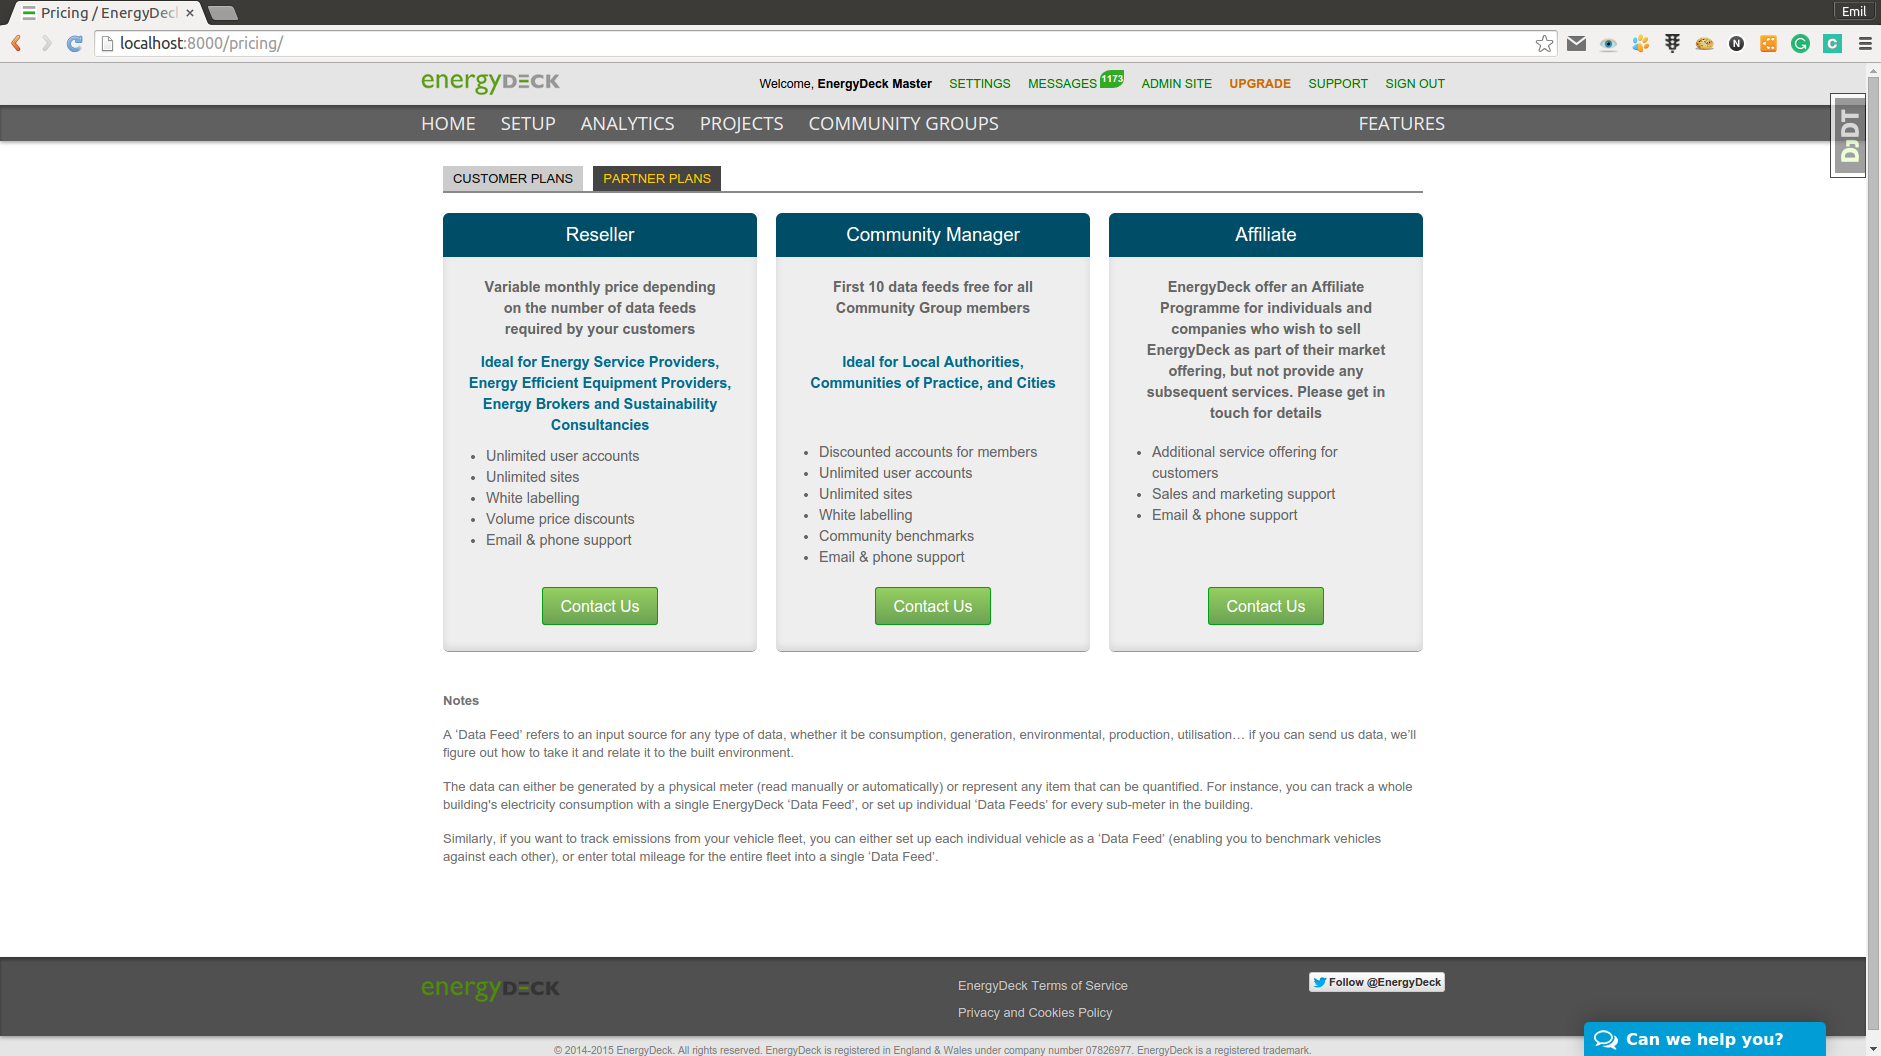 Pricing / EnergyDec
Emil
localhost:8000/pricing/
energyDECK
Welcome, EnergyDeck Master SETTINGS MESSAGES 1173 ADMIN SITE UPGRADE SUPPORT SIGN OUT
HOME SETUP ANALYTICS PROJECTS COMMUNITY GROUPS FEATURES
DJDT
CUSTOMER PLANS PARTNER PLANS
Reseller
Variable monthly price depending
on the number of data feeds
required by your customers
Ideal for Energy Service Providers,
Energy Efficient Equipment Providers,
Energy Brokers and Sustainability
Consultancies
• Unlimited user accounts
• Unlimited sites
• White labelling
• Volume price discounts
• Email & phone support
Contact Us
Community Manager
First 10 data feeds free for all
Community Group members
Ideal for Local Authorities,
Communities of Practice, and Cities
• Discounted accounts for members
• Unlimited user accounts
• Unlimited sites
• White labelling
• Community benchmarks
• Email & phone support
Contact Us
Affiliate
EnergyDeck offer an Affiliate
Programme for individuals and
companies who wish to sell
EnergyDeck as part of their market
offering, but not provide any
subsequent services. Please get in
touch for details
• Additional service offering for
customers
• Sales and marketing support
• Email & phone support
Contact Us
Notes
A ‘Data Feed’ refers to an input source for any type of data, whether it be consumption, generation, environmental, production, utilisation… if you can send us data, we’ll
figure out how to take it and relate it to the built environment.
The data can either be generated by a physical meter (read manually or automatically) or represent any item that can be quantified. For instance, you can track a whole
building's electricity consumption with a single EnergyDeck ‘Data Feed’, or set up individual ‘Data Feeds’ for every sub-meter in the building.
Similarly, if you want to track emissions from your vehicle fleet, you can either set up each individual vehicle as a ‘Data Feed’ (enabling you to benchmark vehicles
against each other), or enter total mileage for the entire fleet into a single ‘Data Feed’.
energyDECK
EnergyDeck Terms of Service
Privacy and Cookies Policy
Follow @EnergyDeck
Can we help you?
© 2014-2015 EnergyDeck. All rights reserved. EnergyDeck is registered in England & Wales under company number 07826977. EnergyDeck is a registered trademark.